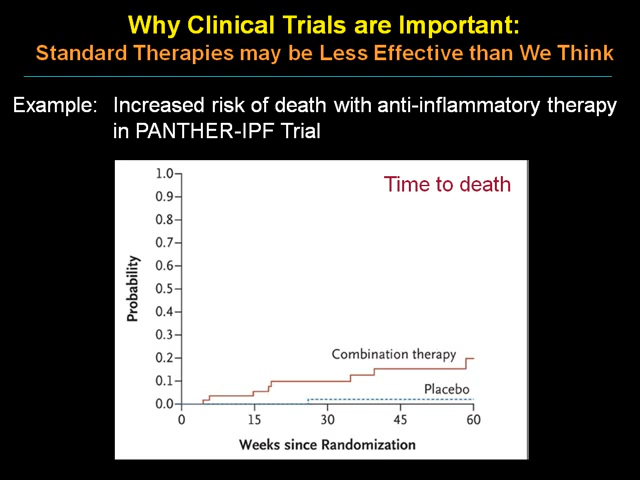 Why Clinical Trials are Important:
Standard Therapies may be Less Effective than We Think
Example: Increased risk of death with anti-inflammatory therapy
in PANTHER-IPF Trial
Time to death
1.0
0.9
0.8
0.7
0.6
0.5
0.4
0.3
0.2
0.1
0.0
Probability
Combination therapy
Placebo
0 15 30 45 60
Weeks since Randomization